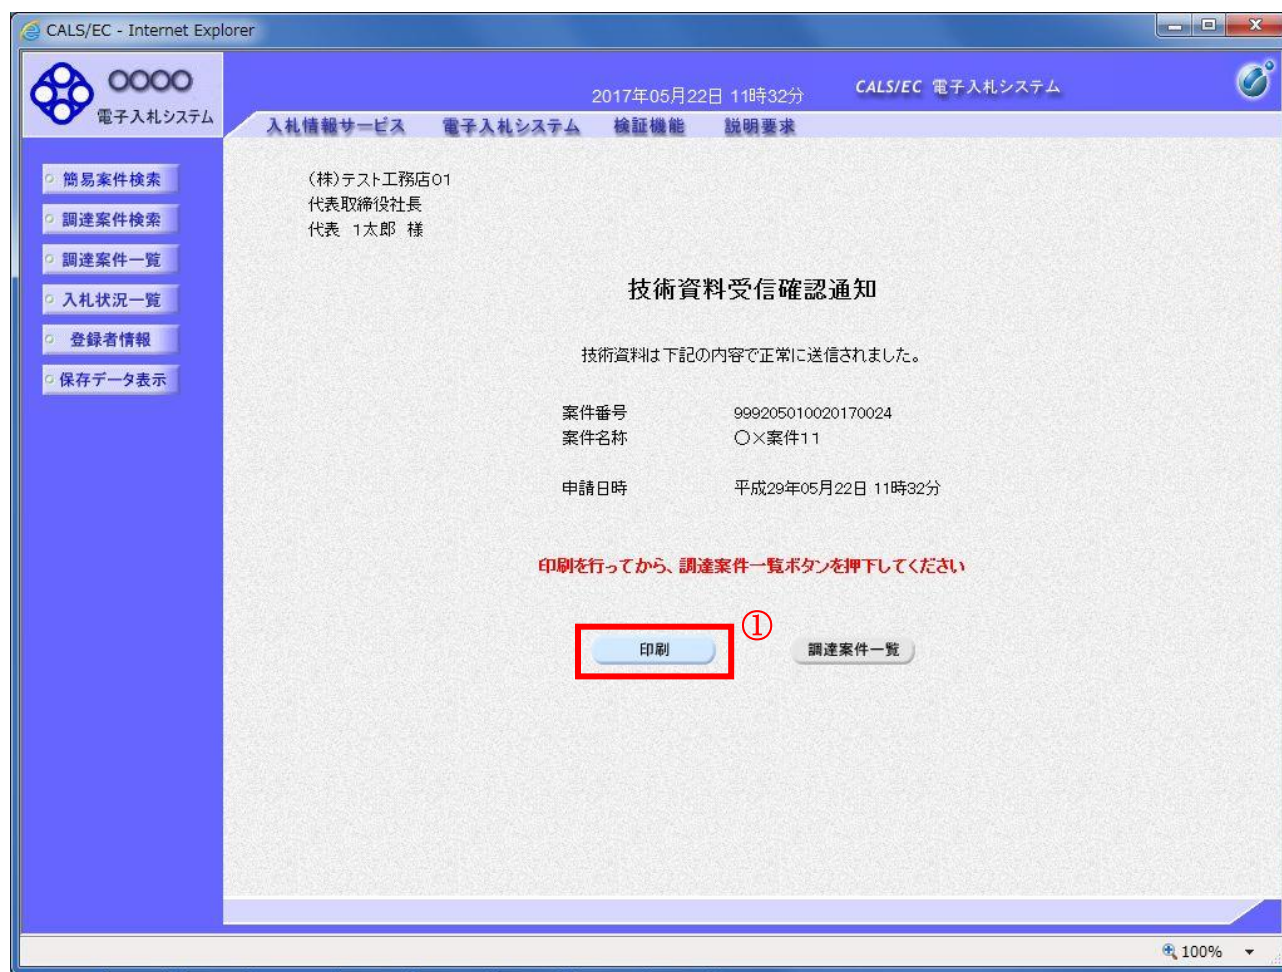 CALS/EC - Internet Explorer
〇〇〇〇
電子入札システム
2017年05月22日 11時32分
CALS/EC 電子入札システム
入札情報サービス 電子入札システム 検証機能 説明要求
簡易案件検索
調達案件検索
調達案件一覧
入札状況一覧
登録者情報
保存データ表示
(株)テスト工務店01
代表取締役社長
代表 1太郎 様
技術資料受信確認通知
技術資料は下記の内容で正常に送信されました。
案件番号 999205010020170024
案件名称 〇×案件11
申請日時 平成29年05月22日 11時32分
印刷を行ってから、調達案件一覧ボタンを押下してください
①
印刷 調達案件一覧
100%